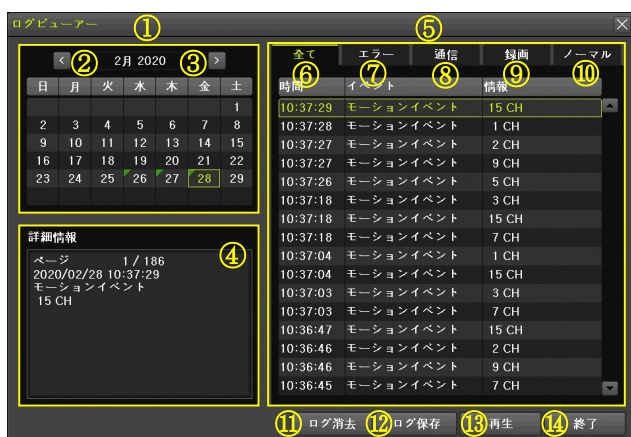 ログビューアー ① ⑤ X
< ② 2月 2020 ③ >
日 月 火 水 木 金 土
1
2 3 4 5 6 7 8
9 10 11 12 13 14 15
16 17 18 19 20 21 22
23 24 25 26 27 28 29
詳細情報
④
ページ 1 / 186
2020/02/28 10:37:29
モーションイベント
15 CH
全て エラー 通信 録画 ノーマル
⑥ ⑦ ⑧ ⑨ ⑩
時間 イベント 情報
10:37:29 モーションイベント 15 CH
10:37:28 モーションイベント 1 CH
10:37:27 モーションイベント 2 CH
10:37:27 モーションイベント 9 CH
10:37:26 モーションイベント 5 CH
10:37:18 モーションイベント 3 CH
10:37:18 モーションイベント 15 CH
10:37:18 モーションイベント 7 CH
10:37:04 モーションイベント 1 CH
10:37:04 モーションイベント 15 CH
10:37:03 モーションイベント 3 CH
10:37:03 モーションイベント 7 CH
10:36:47 モーションイベント 15 CH
10:36:46 モーションイベント 2 CH
10:36:46 モーションイベント 9 CH
10:36:45 モーションイベント 7 CH
⑪ ログ消去 ⑫ ログ保存 ⑬ 再生 ⑭ 終了